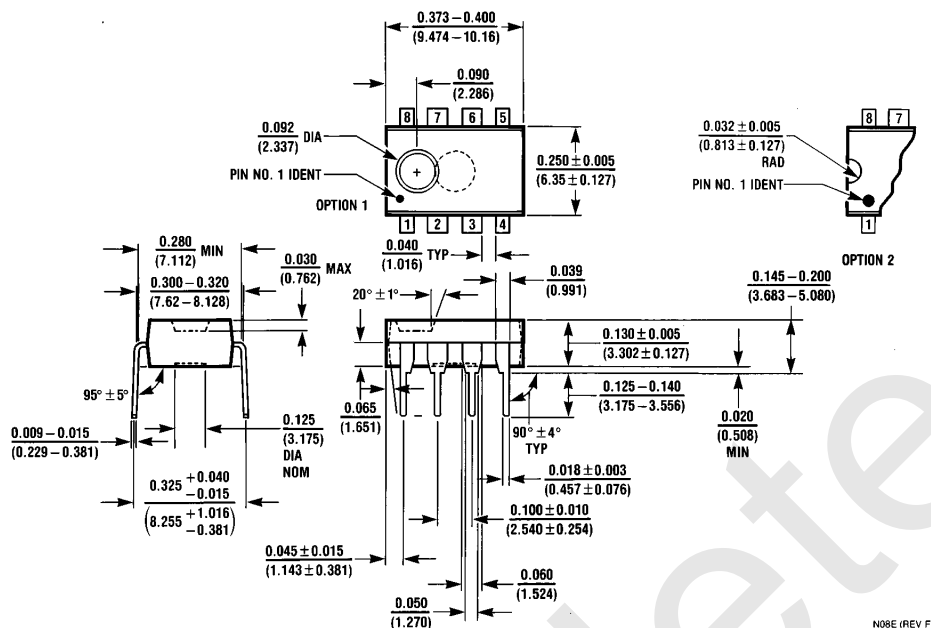 0.373 – 0.400
(9.474 – 10.16)
0.090
(2.286)
8 7 6 5
0.092 DIA
(2.337)
+
PIN NO. 1 IDENT
OPTION 1
0.250 ± 0.005
(6.35 ± 0.127)
1 2 3 4
0.032 ± 0.005
(0.813 ± 0.127)
RAD
PIN NO. 1 IDENT
8 7
1
OPTION 2
0.280 MIN
(7.112)
0.300 – 0.320
(7.62 – 8.128)
0.030 MAX
(0.762)
0.040 TYP
(1.016)
0.039
(0.991)
20° ± 1°
0.145 – 0.200
(3.683 – 5.080)
0.130 ± 0.005
(3.302 ± 0.127)
0.125 – 0.140
(3.175 – 3.556)
0.020
(0.508)
MIN
95° ± 5°
0.009 – 0.015
(0.229 – 0.381)
0.125
(3.175)
DIA
NOM
0.065
(1.651)
90° ± 4°
TYP
0.325 +0.040
−0.015
(8.255 +1.016
−0.381)
0.018 ± 0.003
(0.457 ± 0.076)
0.100 ± 0.010
(2.540 ± 0.254)
0.045 ± 0.015
(1.143 ± 0.381)
0.060
(1.524)
0.050
(1.270)
N08E (REV F